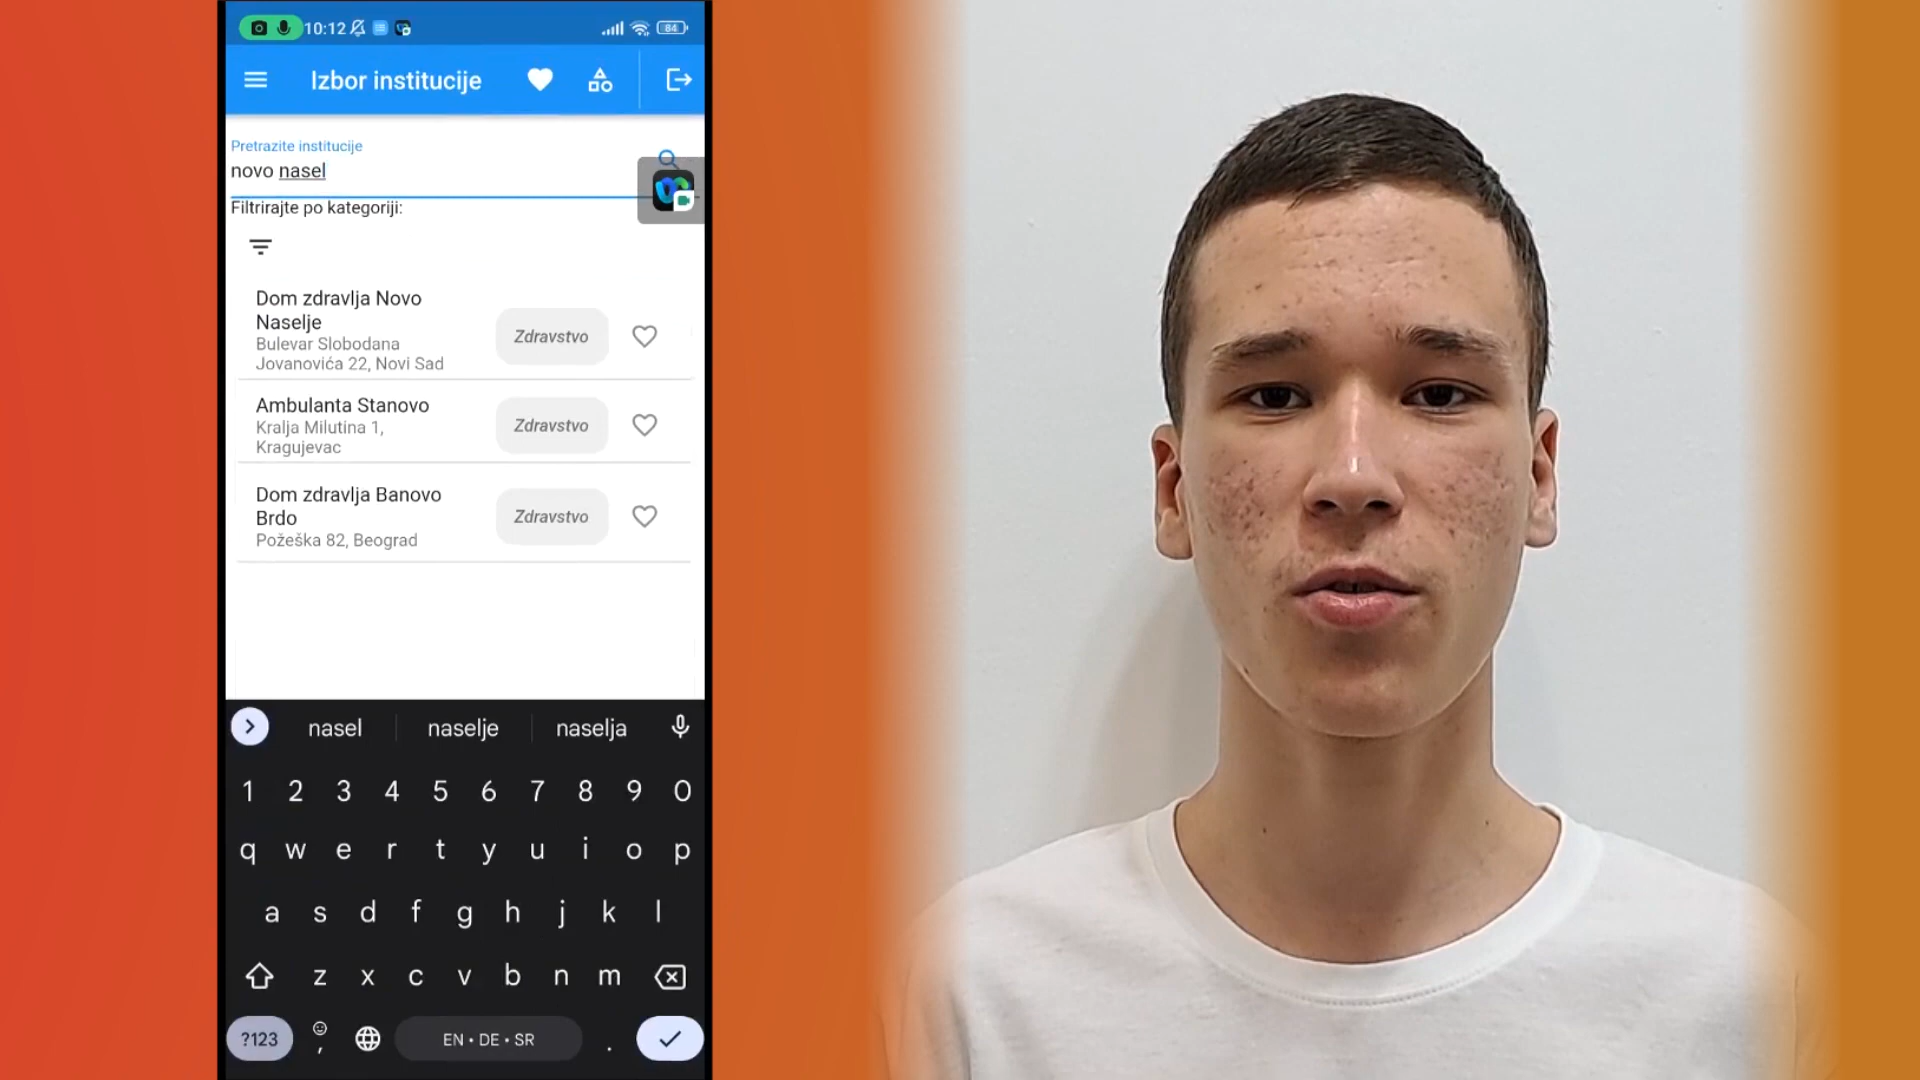 10:12
84
Izbor institucije
Pretrazite institucije
novo nasel
Filtrirajte po kategoriji:
Dom zdravlja Novo
Naselje
Bulevar Slobodana
Jovanovića 22, Novi Sad
Zdravstvo
Ambulanta Stanovo
Kralja Milutina 1,
Kragujevac
Zdravstvo
Dom zdravlja Banovo
Brdo
Požeška 82, Beograd
Zdravstvo
nasel naselje naselja
1 2 3 4 5 6 7 8 9 0
q w e r t y u i o p
a s d f g h j k l
z x c v b n m
?123 , EN • DE • SR .